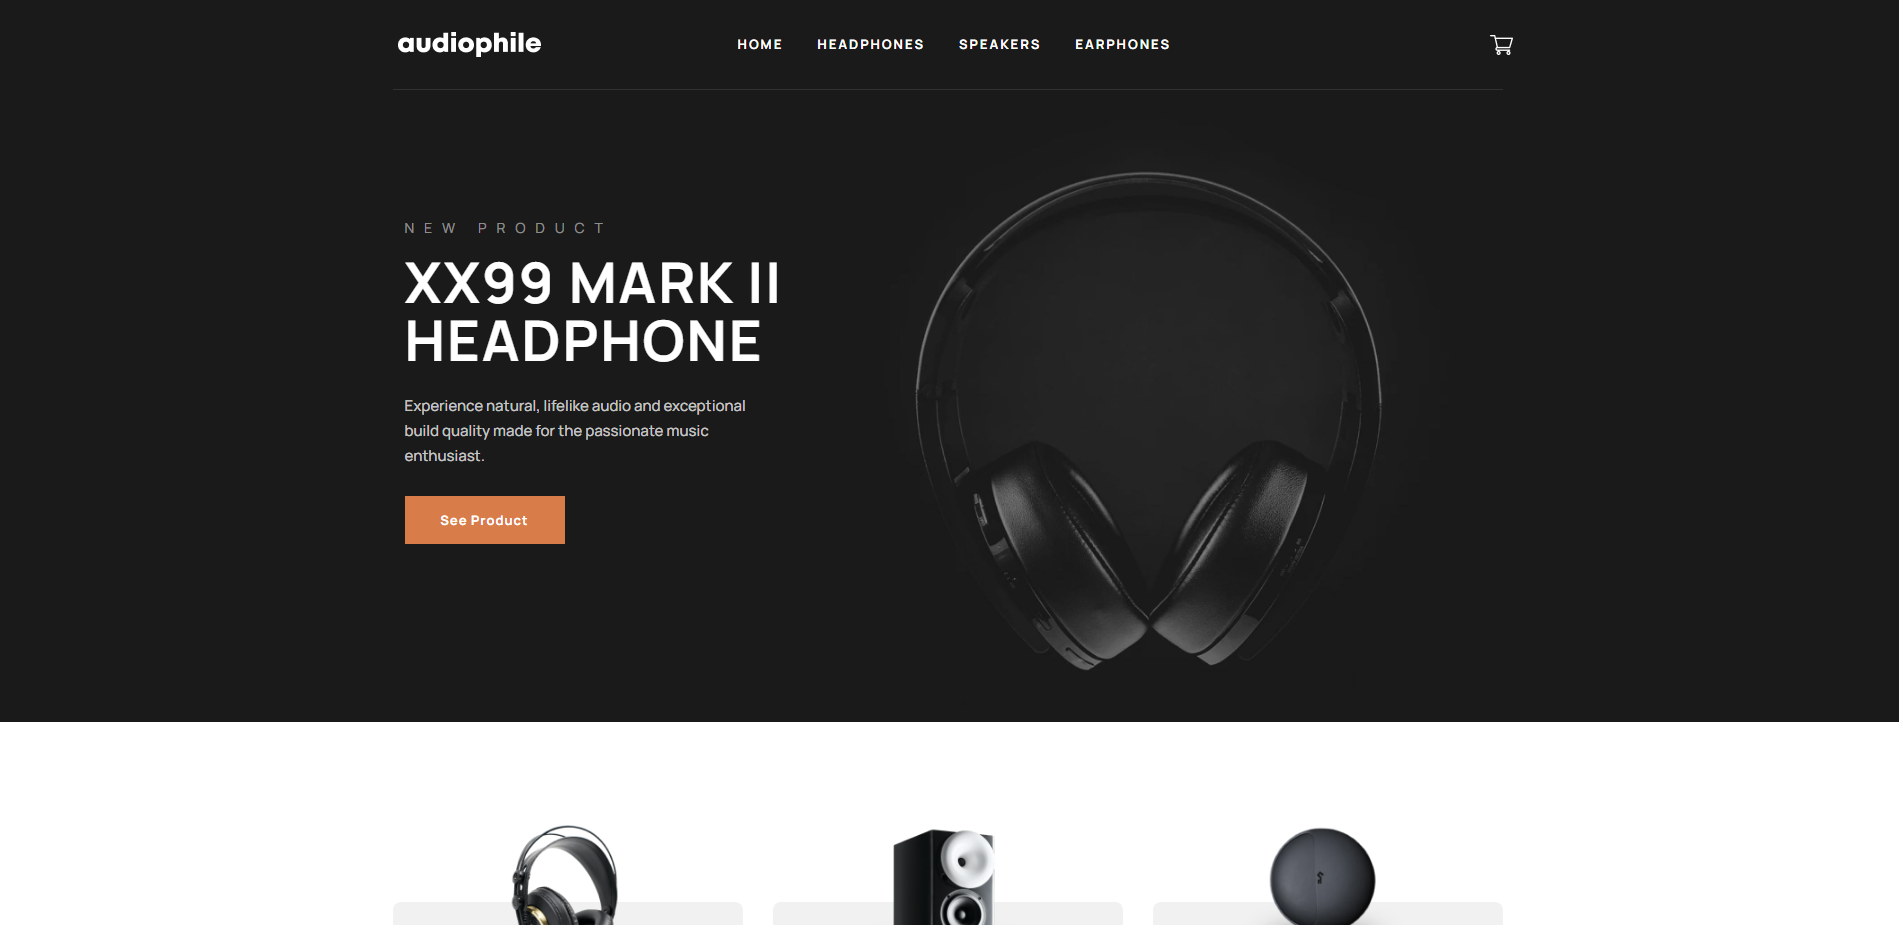 audiophile
HOME HEADPHONES SPEAKERS EARPHONES
NEW PRODUCT
XX99 MARK II
HEADPHONE
Experience natural, lifelike audio and exceptional
build quality made for the passionate music
enthusiast.
See Product